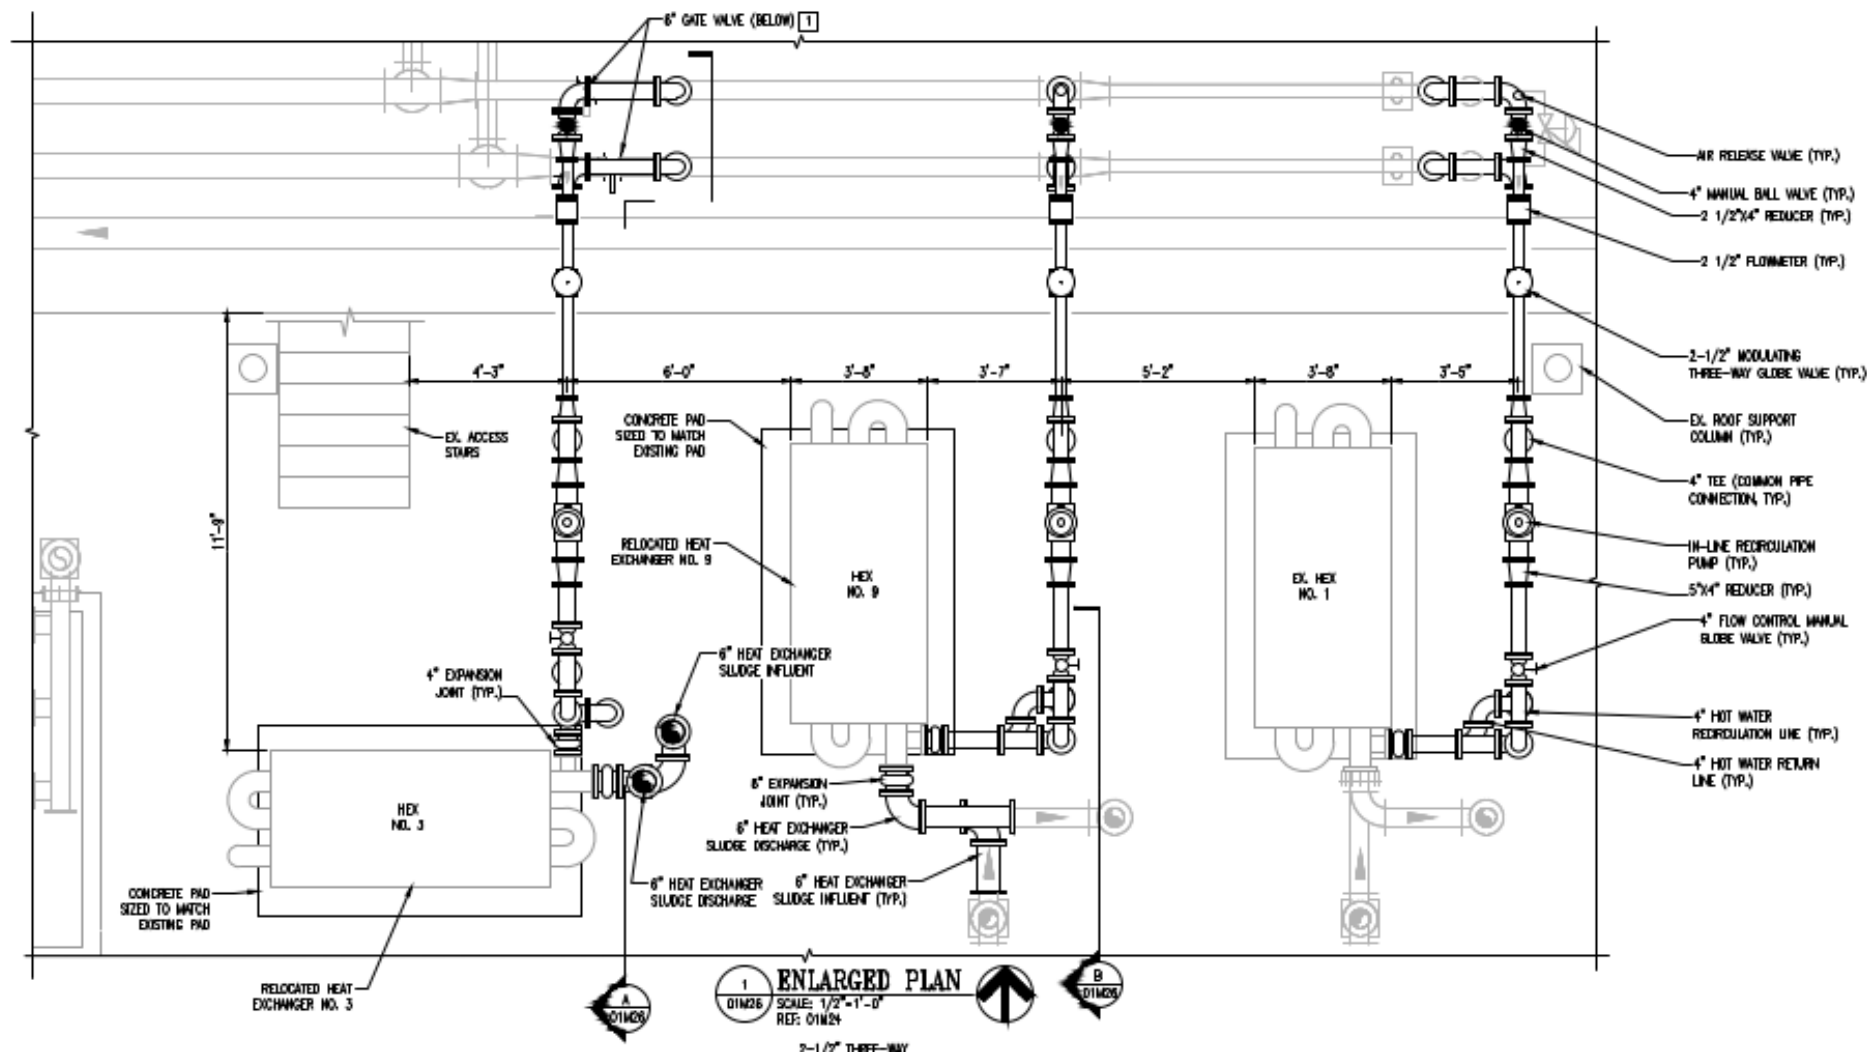 6" GATE VALVE (BELOW) 1
AIR RELEASE VALVE (TYP.)
4" MANUAL BALL VALVE (TYP.)
2 1/2"X4" REDUCER (TYP.)
2 1/2" FLOWMETER (TYP.)
2-1/2" MODULATING
THREE-WAY GLOBE VALVE (TYP.)
4'-3"
6'-0"
3'-8"
3'-7"
5'-2"
3'-8"
3'-5"
EX. ROOF SUPPORT
COLUMN (TYP.)
CONCRETE PAD
SIZED TO MATCH
EXISTING PAD
EX. ACCESS
STAIRS
4" TEE (COMMON PIPE
CONNECTION, TYP.)
11'-9"
RELOCATED HEAT
EXCHANGER NO. 9
HEX
NO. 9
EX. HEX
NO. 1
IN-LINE RECIRCULATION
PUMP (TYP.)
5"X4" REDUCER (TYP.)
4" FLOW CONTROL MANUAL
GLOBE VALVE (TYP.)
6" HEAT EXCHANGER
SLUDGE INFLUENT
4" EXPANSION
JOINT (TYP.)
4" HOT WATER
RECIRCULATION LINE (TYP.)
4" HOT WATER RETURN
LINE (TYP.)
6" EXPANSION
JOINT (TYP.)
HEX
NO. 3
6" HEAT EXCHANGER
SLUDGE DISCHARGE (TYP.)
6" HEAT EXCHANGER
SLUDGE DISCHARGE
6" HEAT EXCHANGER
SLUDGE INFLUENT (TYP.)
CONCRETE PAD
SIZED TO MATCH
EXISTING PAD
RELOCATED HEAT
EXCHANGER NO. 3
A
01M26
1
01M26
ENLARGED PLAN
SCALE: 1/2"=1'-0"
REF: 01M24
B
01M26
2-1/2" THREE-WAY